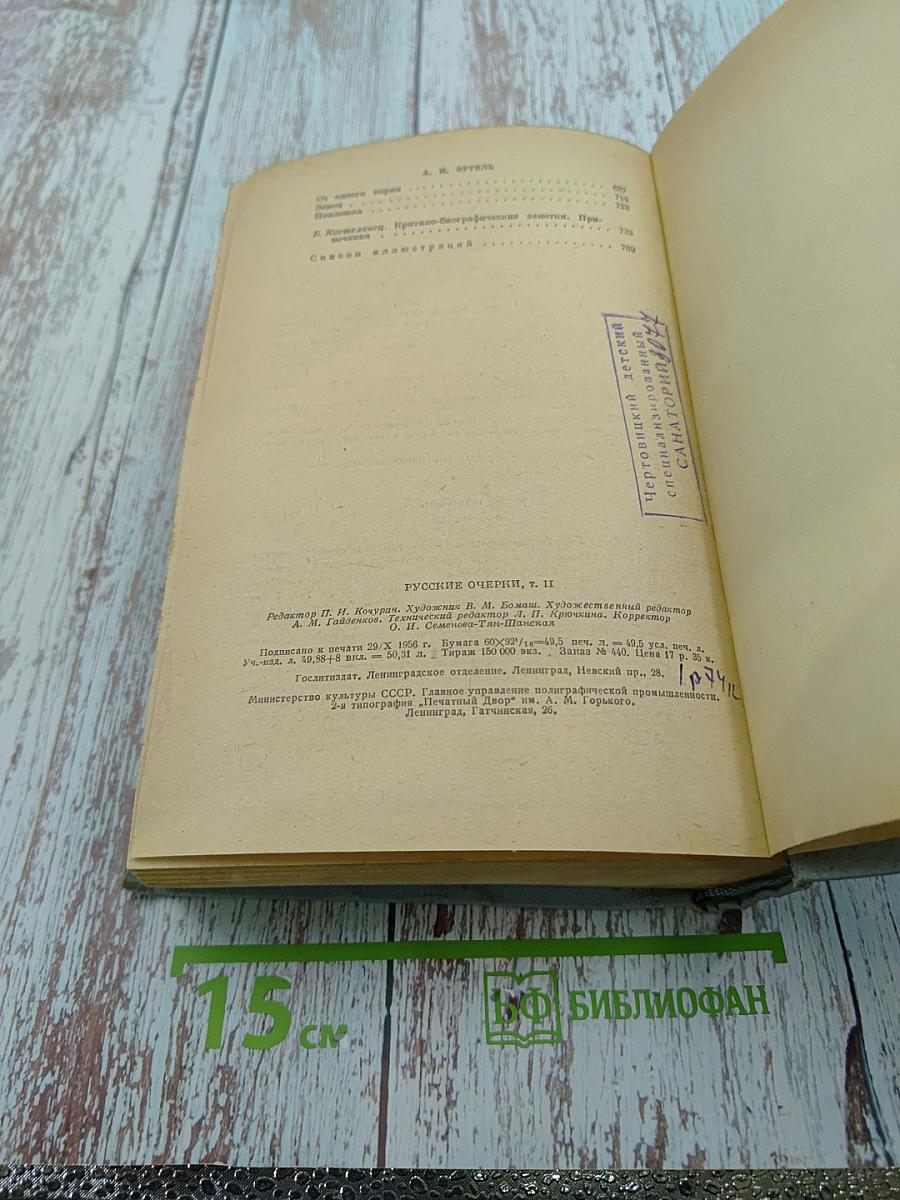 А. И. ЭРТЕЛЬ
От одного корня . . . . . . . . . . . . . . . . . . 687
. . . . . . . . . . . . . . . . . . 714
. . . . . . . . . . . . . . . . . . 723
Б. Костелянец. Критико-биографические заметки. При-
мечания . . . . . . . . . . . . . . . . . . 733
Список иллюстраций . . . . . . . . . . . . . . 789
Чертовицкий детский
специализированный
САНАТОРИЙ
РУССКИЕ ОЧЕРКИ, т. II
Редактор П. И. Кочурин. Художник В. М. Бомаш. Художественный редактор
А. М. Гайденков. Технический редактор Л. П. Крючкина. Корректор
О. И. Семенова-Тян-Шанская
Подписано к печати 29/X 1956 г. Бумага 60×92¹/₁₆=49,5 печ. л. = 49,5 усл. печ. л.
Уч.-изд. л. 49,88+8 вкл. = 50,31 л. Тираж 150 000 экз. Заказ № 440. Цена 17 р. 35 к.
Гослитиздат. Ленинградское отделение. Ленинград, Невский пр., 28.
1р74к
Министерство культуры СССР. Главное управление полиграфической промышленности.
2-я типография „Печатный Двор" им. А. М. Горького.
Ленинград, Гатчинская, 26.
15 см
БФ БИБЛИОФАН